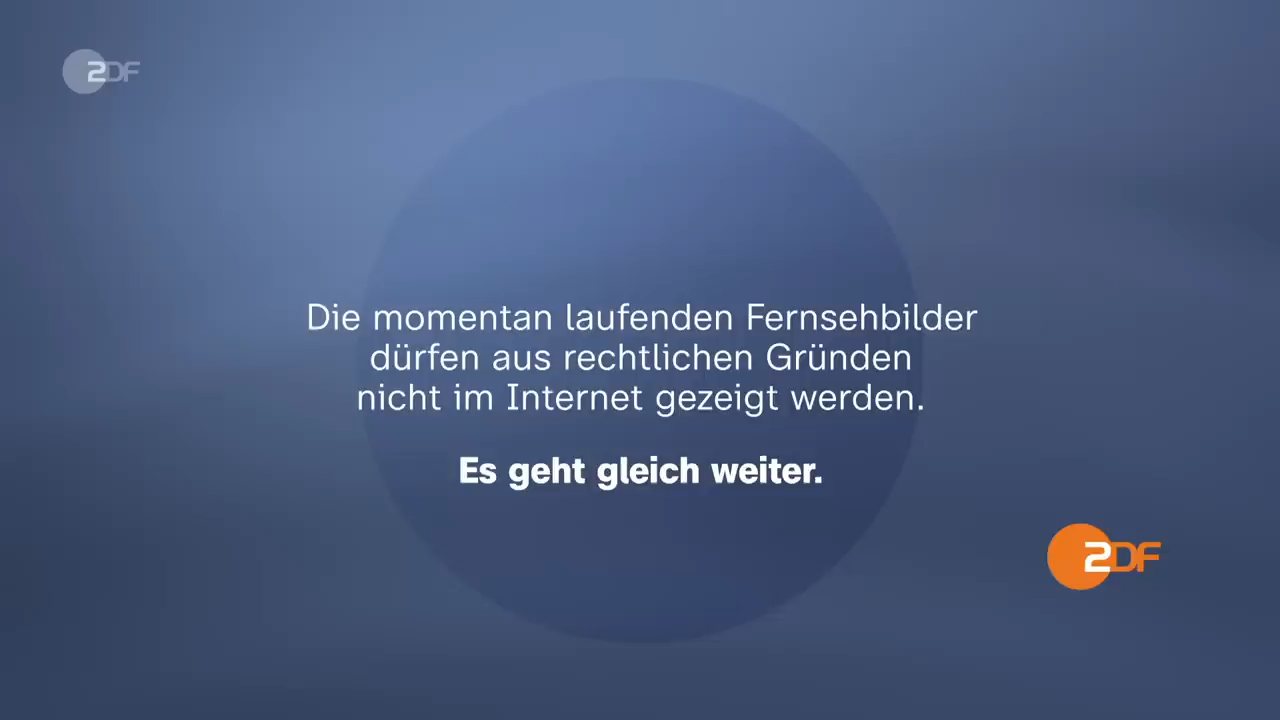 ZDF
Die momentan laufenden Fernsehbilder
dürfen aus rechtlichen Gründen
nicht im Internet gezeigt werden.
Es geht gleich weiter.
ZDF